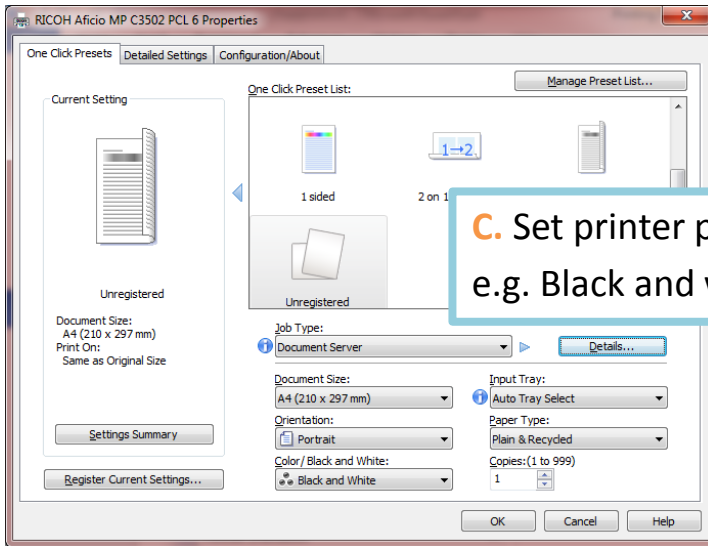 RICOH Aficio MP C3502 PCL 6 Properties
One Click Presets Detailed Settings Configuration/About
Manage Preset List...
Current Setting
One Click Preset List:
1→2
1 sided 2 on 1
C. Set printer p
e.g. Black and
Unregistered
Unregistered
Document Size:
A4 (210 x 297 mm)
Print On:
Same as Original Size
Job Type:
Document Server Details...
Document Size: Input Tray:
A4 (210 x 297 mm) Auto Tray Select
Orientation: Paper Type:
Portrait Plain & Recycled
Color/ Black and White: Copies:(1 to 999)
Black and White 1
Settings Summary
Register Current Settings...
OK Cancel Help